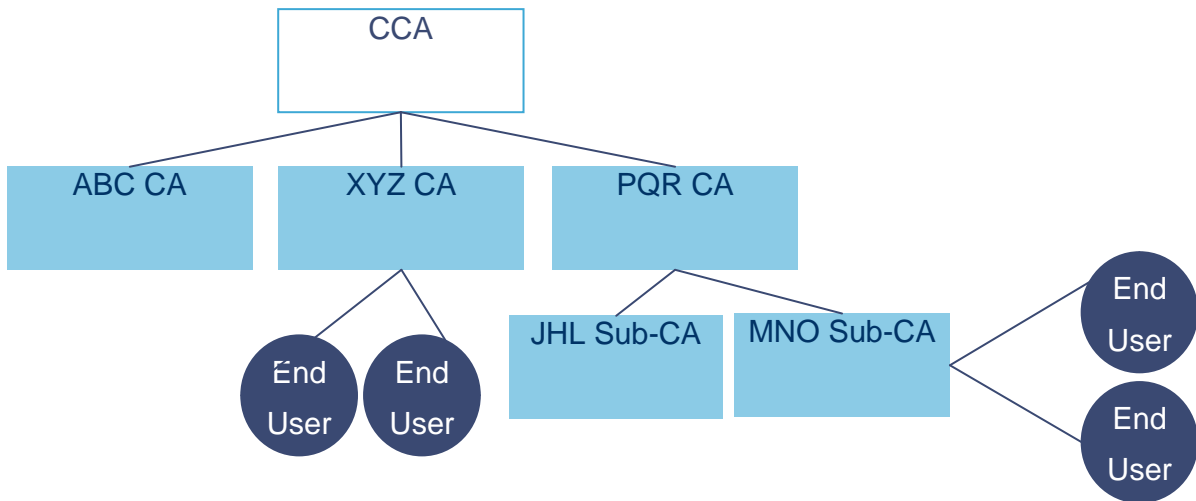 CCA
ABC CA
XYZ CA
PQR CA
JHL Sub-CA
MNO Sub-CA
End
User
End
User
End
User
End
User